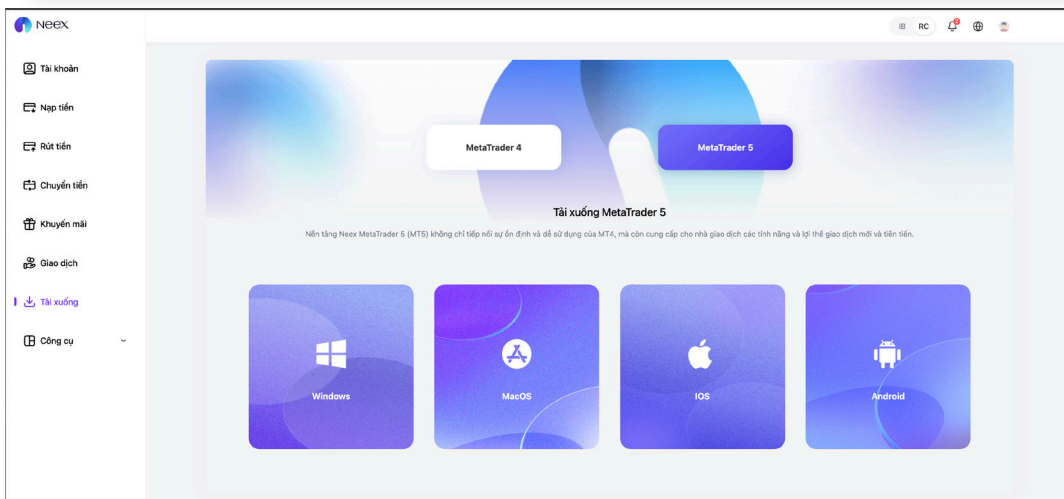 Neex
IB RC
2
Tài khoản
Nạp tiền
Rút tiền
Chuyển tiền
Khuyến mãi
Giao dịch
Tải xuống
Công cụ
MetaTrader 4
MetaTrader 5
Tải xuống MetaTrader 5
Nền tảng Neex MetaTrader 5 (MT5) không chỉ tiếp nối sự ổn định và dễ sử dụng của MT4, mà còn cung cấp cho nhà giao dịch các tính năng và lợi thế giao dịch mới và tiên tiến.
Windows
MacOS
IOS
Android